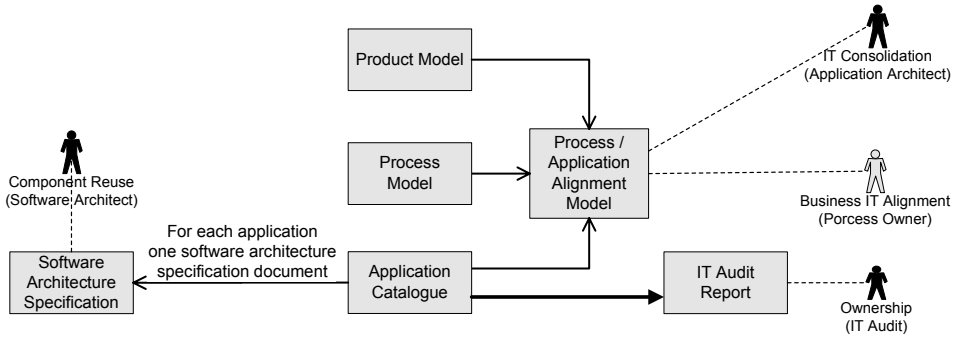 Product Model
IT Consolidation
(Application Architect)
Process /
Application
Alignment
Model
Process
Model
Component Reuse
(Software Architect)
Business IT Alignment
(Porcess Owner)
For each application
one software architecture
specification document
Software
Architecture
Specification
Application
Catalogue
IT Audit
Report
Ownership
(IT Audit)